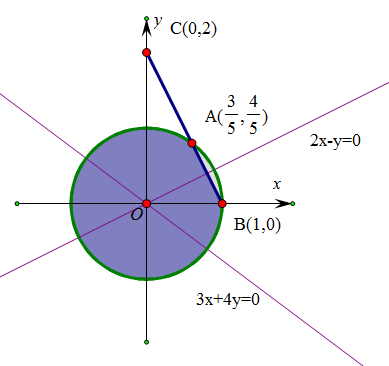 y
C(0,2)
A(3/5,4/5)
2x-y=0
x
O
B(1,0)
3x+4y=0